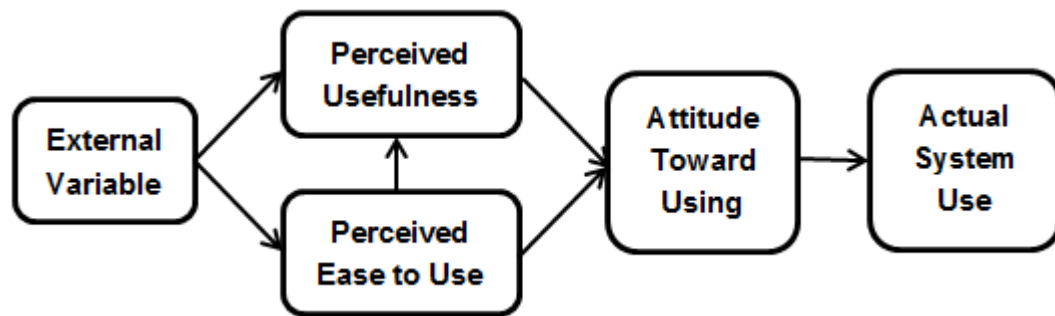 External
Variable
Perceived
Usefulness
Perceived
Ease to Use
Attitude
Toward
Using
Actual
System
Use